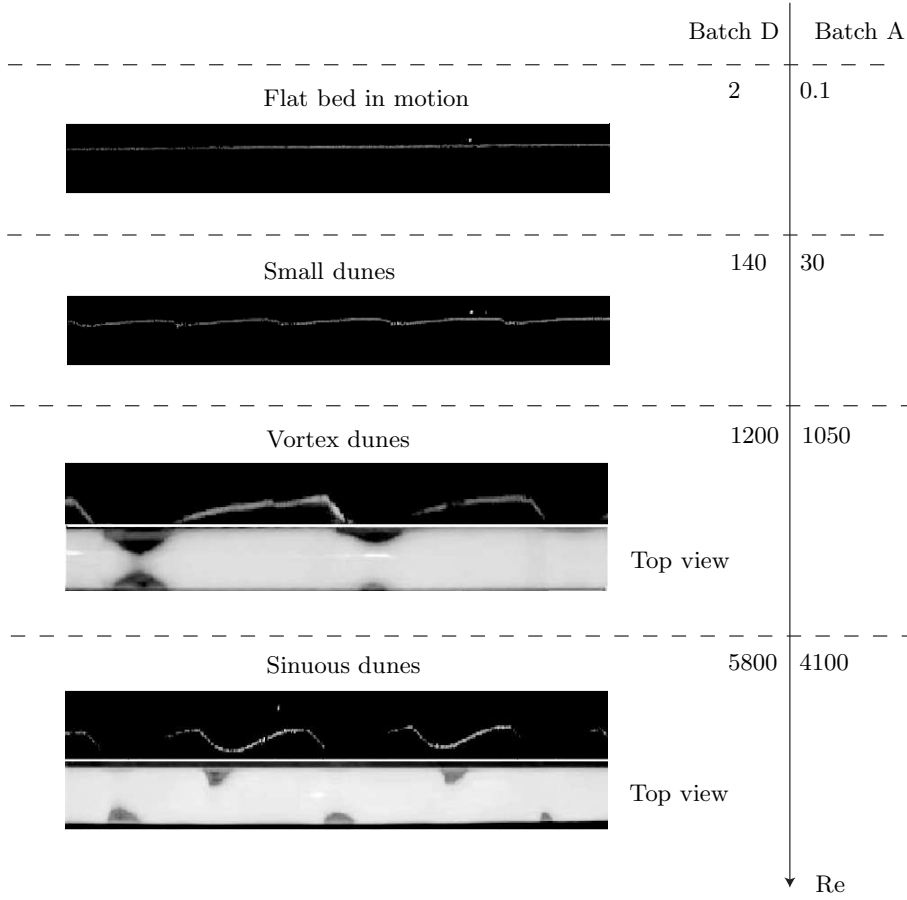 Batch D Batch A
Flat bed in motion 2 0.1
Small dunes 140 30
Vortex dunes 1200 1050
Top view
Sinuous dunes 5800 4100
Top view
Re